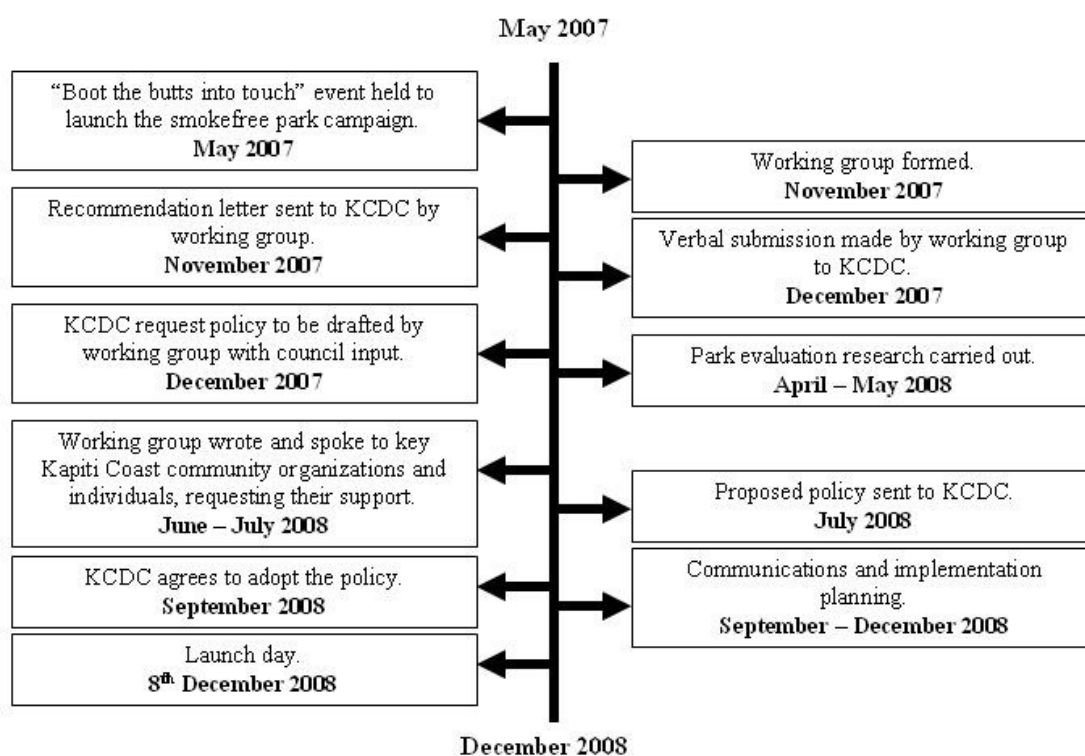 May 2007
“Boot the butts into touch” event held to
launch the smokefree park campaign.
May 2007
Working group formed.
November 2007
Recommendation letter sent to KCDC by
working group.
November 2007
Verbal submission made by working group
to KCDC.
December 2007
KCDC request policy to be drafted by
working group with council input.
December 2007
Park evaluation research carried out.
April – May 2008
Working group wrote and spoke to key
Kapiti Coast community organizations and
individuals, requesting their support.
June – July 2008
Proposed policy sent to KCDC.
July 2008
KCDC agrees to adopt the policy.
September 2008
Communications and implementation
planning.
September – December 2008
Launch day.
8th December 2008
December 2008